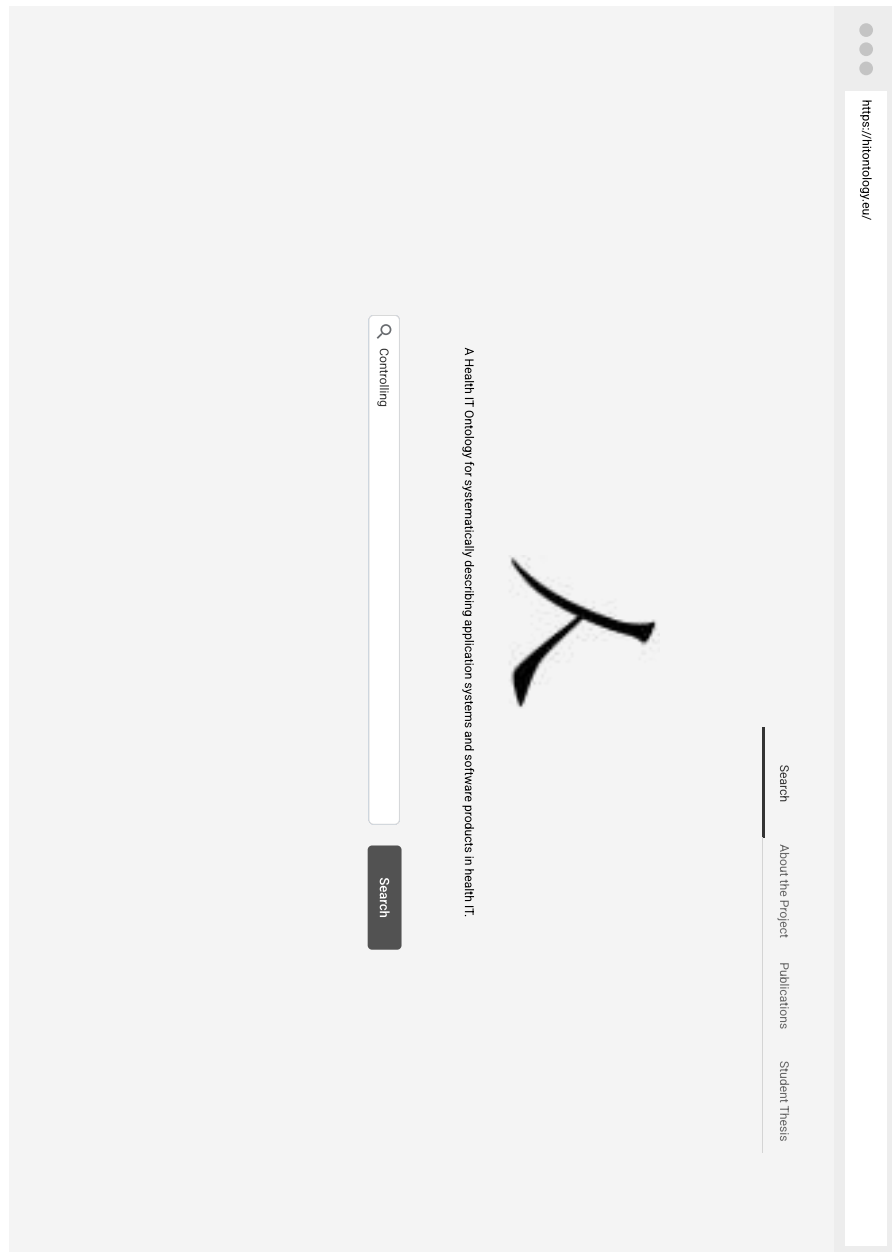 https://hitontology.eu/
Search
About the Project
Publications
Student Thesis
人
A Health IT Ontology for systematically describing application systems and software products in health IT.
Controlling
Search